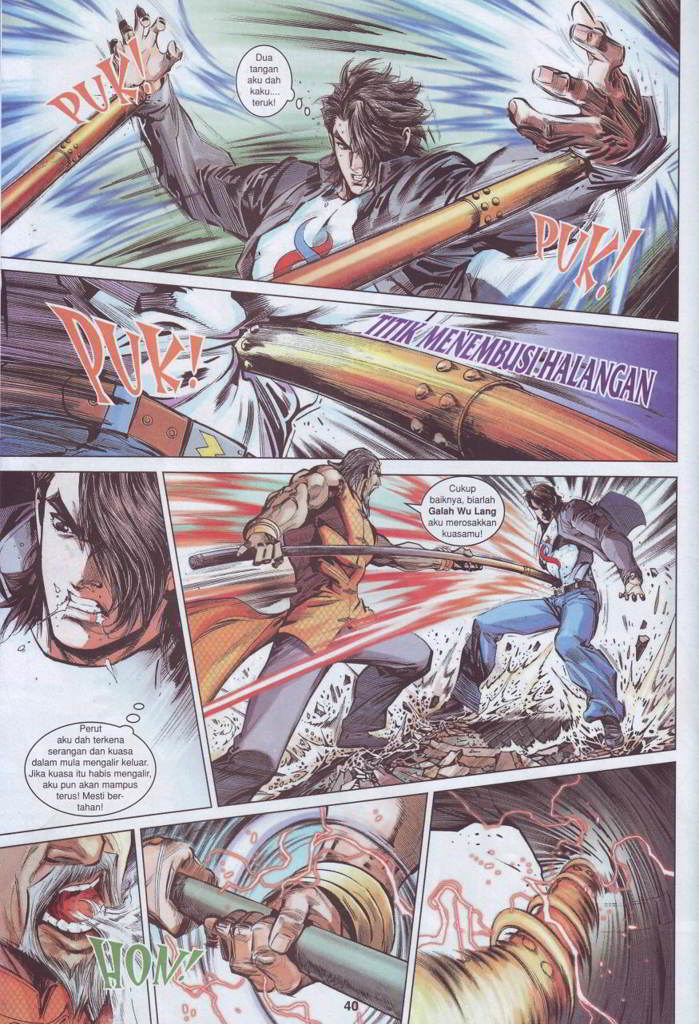 PUK!
Dua
tangan
aku dah
kaku....
teruk!
PUK!
PUK!
TITIK MENEMBUSI HALANGAN
Cukup
baiknya, biarlah
Galah Wu Lang
aku merosakkan
kuasamu!
Perut
aku dah terkena
serangan dan kuasa
dalam mula mengalir keluar.
Jika kuasa itu habis mengalir,
aku pun akan mampus
terus! Mesti ber-
tahan!
HON!
40